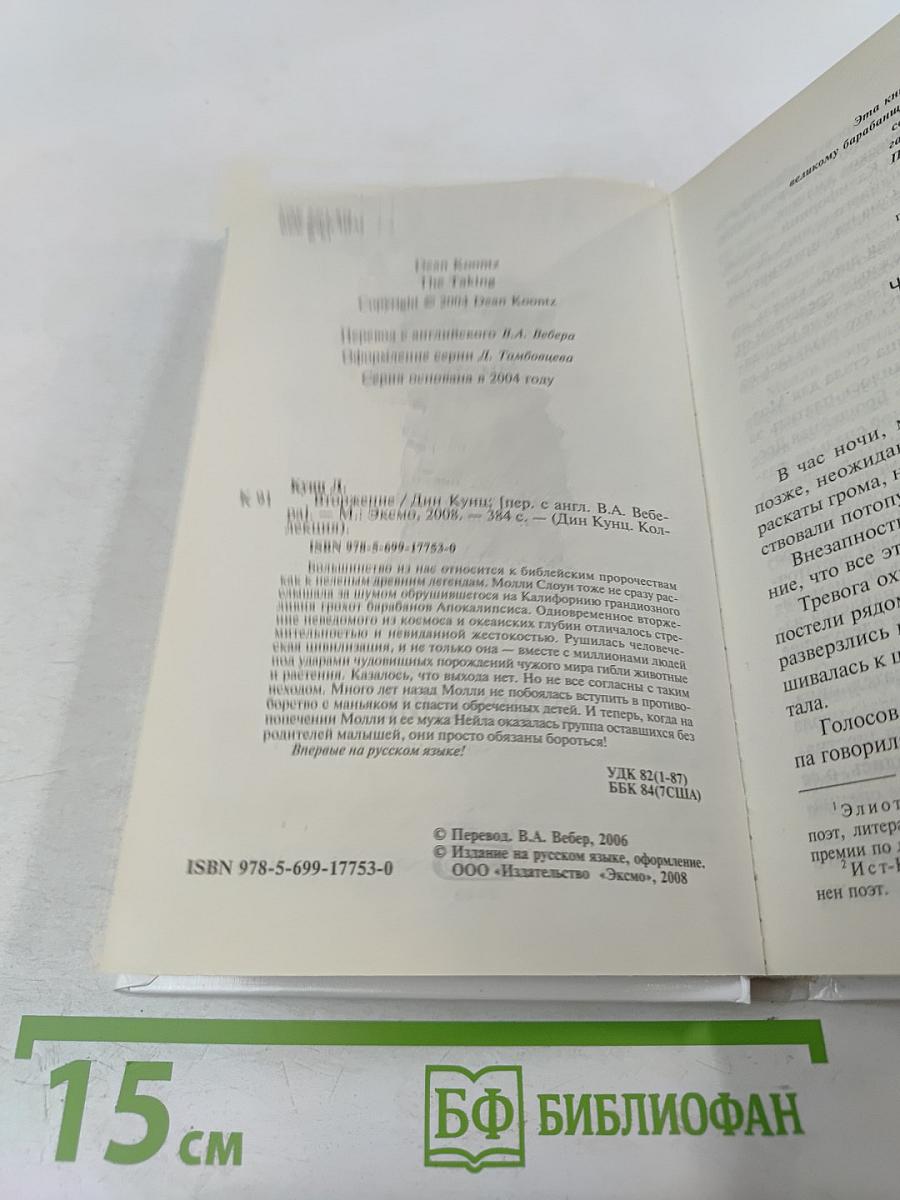 Dean Koontz
The Taking
Copyright © 2004 Dean Koontz
Перевод с английского В.А. Вебера
Оформление серии Д. Тамбовцева
Серия основана в 2004 году
Кунц Д.
К 91
Вторжение / Дин Кунц; [пер. с англ. В.А. Вебе-
ра]. — М.: Эксмо, 2008. — 384 с. — (Дин Кунц. Кол-
лекция).
ISBN 978-5-699-17753-0
Большинство из нас относится к библейским пророчествам
как к нелепым древним легендам. Молли Слоун тоже не сразу рас-
слышала за шумом обрушившегося на Калифорнию грандиозного
ливня грохот барабанов Апокалипсиса. Одновременное вторже-
ние неведомого из космоса и океанских глубин отличалось стре-
мительностью и невиданной жестокостью. Рушилась человече-
ская цивилизация, и не только она — вместе с миллионами людей
под ударами чудовищных порождений чужого мира гибли животные
и растения. Казалось, что выхода нет. Но не все согласны с таким
исходом. Много лет назад Молли не побоялась вступить в противо-
борство с маньяком и спасти обреченных детей. И теперь, когда на
попечении Молли и ее мужа Нейла оказалась группа оставшихся без
родителей малышей, они просто обязаны бороться!
Впервые на русском языке!
УДК 82(1-87)
ББК 84(7США)
© Перевод. В.А. Вебер, 2006
© Издание на русском языке, оформление.
ООО «Издательство «Эксмо», 2008
ISBN 978-5-699-17753-0
Эта кни
великому барабанщ
В час ночи,
позже, неожидан
раскаты грома, н
ствовали потопу
Внезапность
ние, что все эт
Тревога ох
постели рядом
разверзлись
шивалась к ш
тала.
Голосов
па говорил
¹ Элиот
поэт, литера
премии по л
² Ист-
нен поэт.
15 см
БФ БИБЛИОФАН